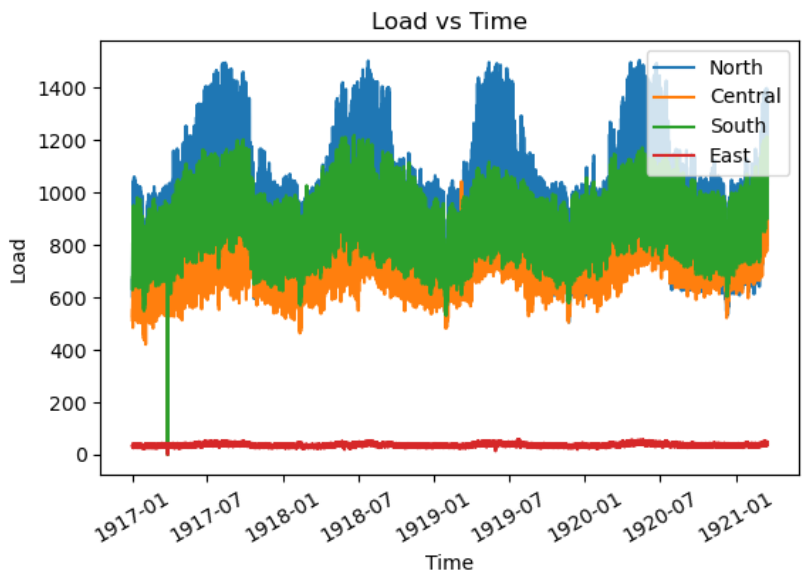 Load vs Time
1400
1200
1000
800
600
400
200
0
Load
North
Central
South
East
1917-01
1917-07
1918-01
1918-07
1919-01
1919-07
1920-01
1920-07
1921-01
Time